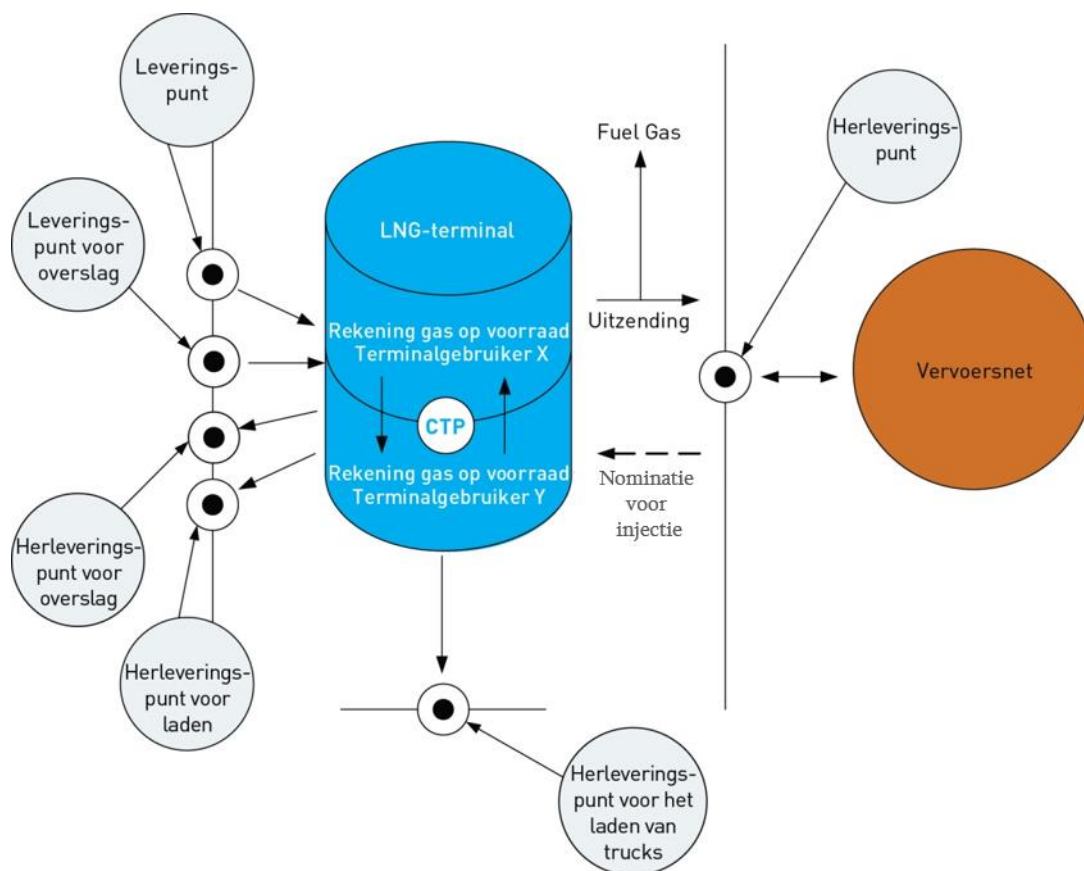 Leverings-
punt
Leverings-
punt voor
overslag
Herleverings-
punt voor
overslag
Herleverings-
punt voor
laden
LNG-terminal
Rekening gas op voorraad
Terminalgebruiker X
CTP
Rekening gas op voorraad
Terminalgebruiker Y
Fuel Gas
Uitzending
Nominatie
voor
injectie
Herleverings-
punt
Vervoersnet
Herleverings-
punt voor het
laden van
trucks